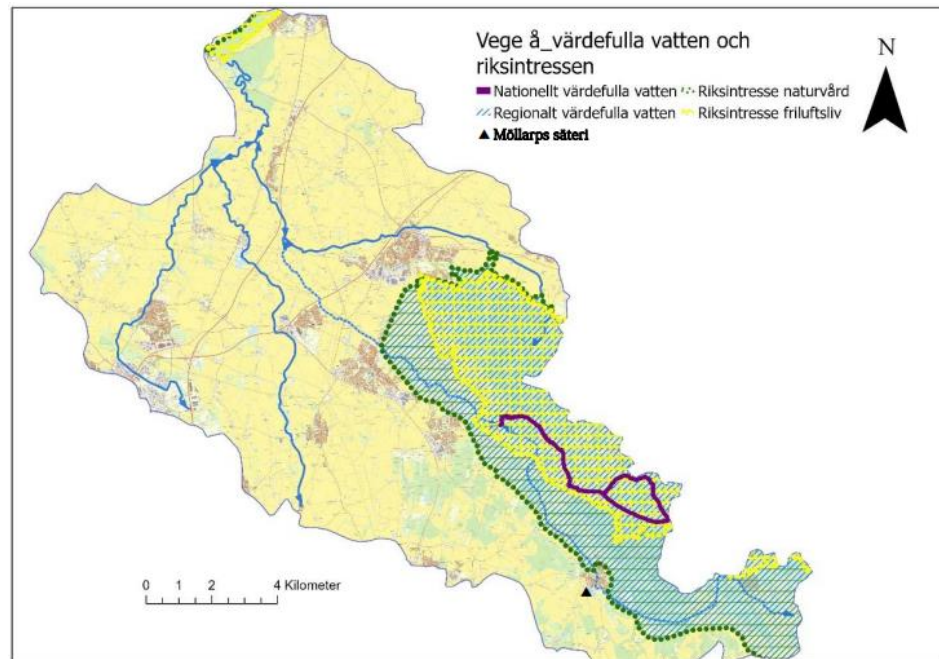 Vege å_värdefulla vatten och
riksintressen
N
Nationellt värdefulla vatten Riksintresse naturvård
Regionalt värdefulla vatten Riksintresse friluftsliv
Möllarps säteri
0 1 2 4 Kilometer